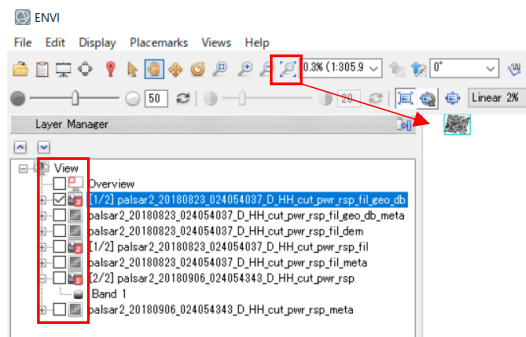 ENVI
File Edit Display Placemarks Views Help
0.3% (1:305.9 0°
50 20 Linear 2%
Layer Manager
View
Overview
[1/2] palsar2_20180823_024054037_D_HH_cut_pwr_rsp_fil_geo_db
palsar2_20180823_024054037_D_HH_cut_pwr_rsp_fil_geo_db_meta
palsar2_20180823_024054037_D_HH_cut_pwr_rsp_fil_dem
[1/2] palsar2_20180823_024054037_D_HH_cut_pwr_rsp_fil
palsar2_20180823_024054037_D_HH_cut_pwr_rsp_fil_meta
[2/2] palsar2_20180906_024054343_D_HH_cut_pwr_rsp
Band 1
palsar2_20180906_024054343_D_HH_cut_pwr_rsp_meta